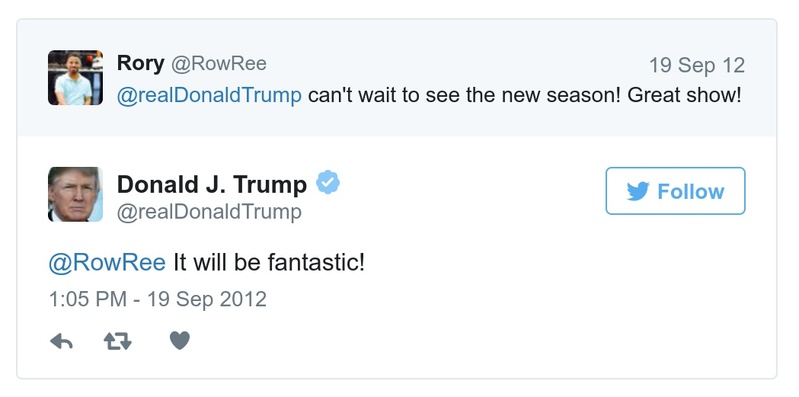 Rory @RowRee 19 Sep 12
@realDonaldTrump can't wait to see the new season! Great show!
Donald J. Trump
@realDonaldTrump
Follow
@RowRee It will be fantastic!
1:05 PM - 19 Sep 2012